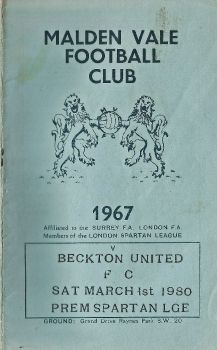 MALDEN VALE
FOOTBALL
CLUB
1967
Affiliated to the SURREY F.A. LONDON F.A.
Members of the LONDON SPARTAN LEAGUE
V
BECKTON UNITED
F C
SAT MARCH 1st 1980
PREM SPARTAN LGE
GROUND: Grand Drive Raynes Park S.W. 20